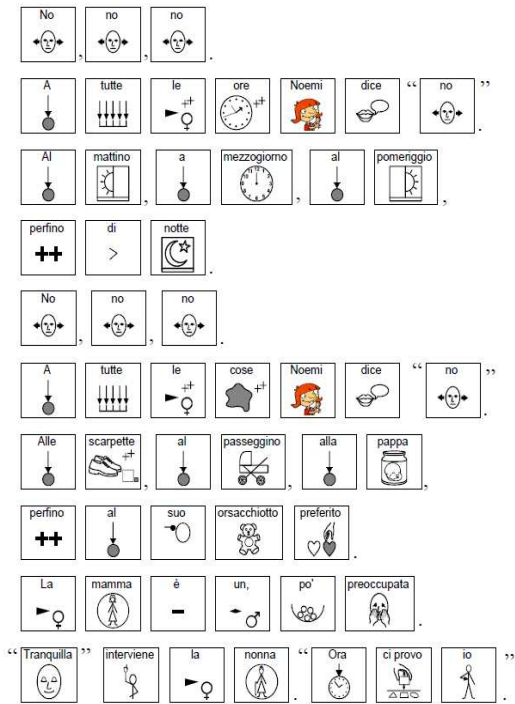 No, no, no.
A tutte le ore Noemi dice “no”.
Al mattino, a mezzogiorno, al pomeriggio,
perfino di notte.
No, no, no.
A tutte le cose Noemi dice “no”.
Alle scarpette, al passeggino, alla pappa,
perfino al suo orsacchiotto preferito.
La mamma è un, po' preoccupata.
“Tranquilla” interviene la nonna. “Ora ci provo io.”